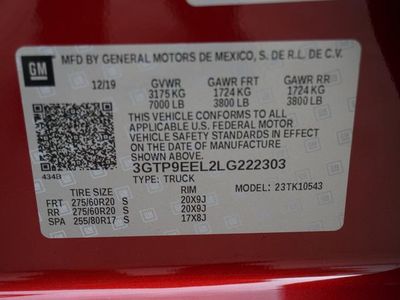 GM
MFD BY GENERAL MOTORS DE MEXICO, S. DE R.L. DE C.V.
12/19 GVWR GAWR FRT GAWR RR
3175 KG 1724 KG 1724 KG
7000 LB 3800 LB 3800 LB
THIS VEHICLE CONFORMS TO ALL
APPLICABLE U.S. FEDERAL MOTOR
VEHICLE SAFETY STANDARDS IN EFFECT
ON THE DATE OF MANUFACTURE
SHOWN ABOVE.
434B 3GTP9EEL2LG222303
TYPE: TRUCK MODEL: 23TK10543
TIRE SIZE RIM
FRT 275/60R20 S 20X9J
RR 275/60R20 S 20X9J
SPA 255/80R17 S 17X8J